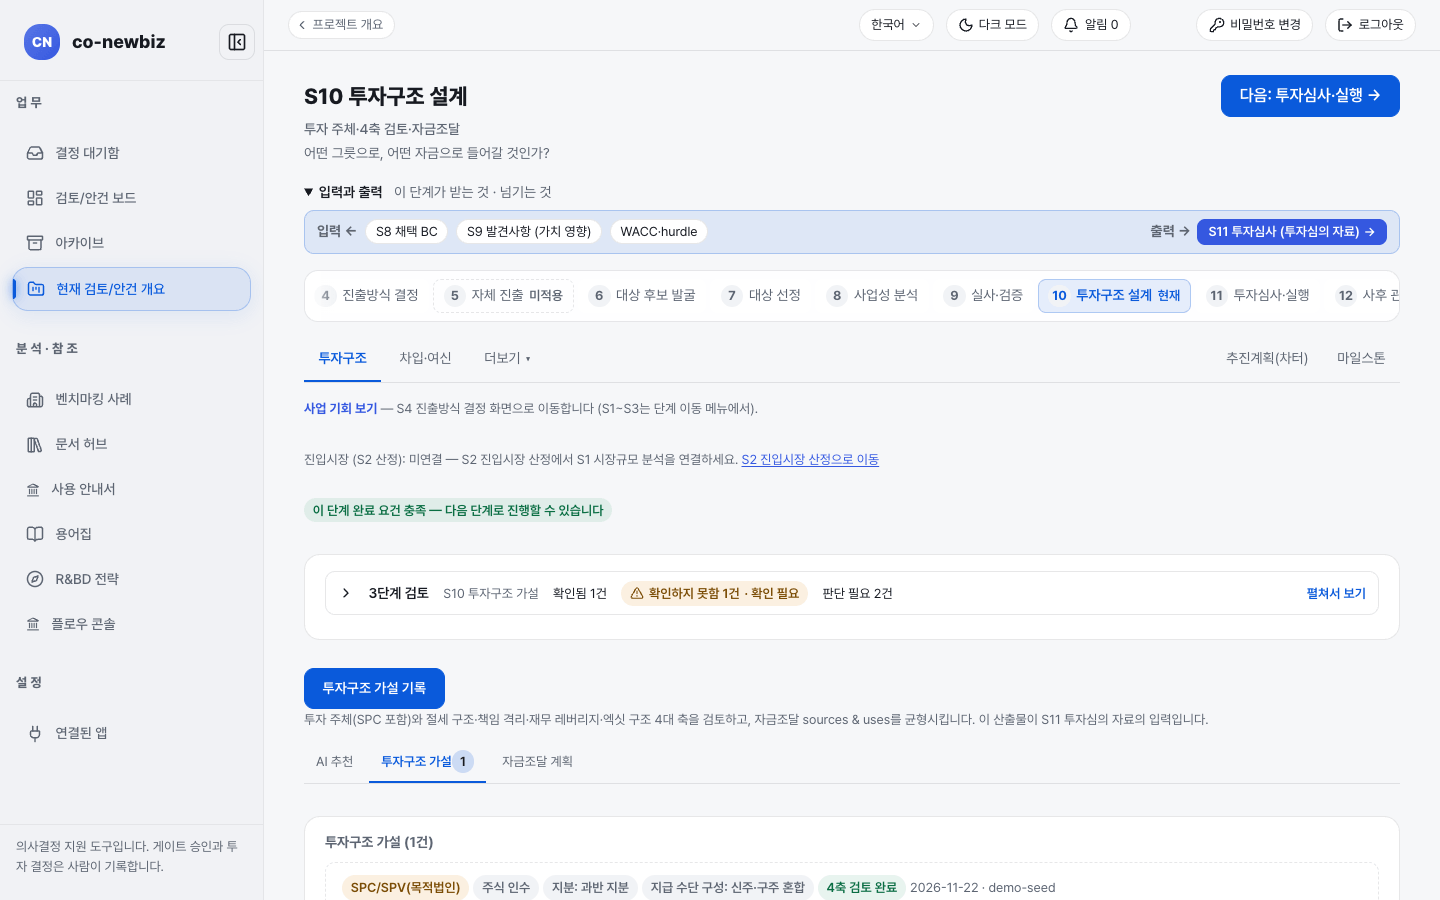 CN co-newbiz
업무
결정 대기함
검토/안건 보드
아카이브
현재 검토/안건 개요
분석·참조
벤치마킹 사례
문서 허브
사용 안내서
용어집
R&BD 전략
플로우 콘솔
설정
연결된 앱
의사결정 지원 도구입니다. 게이트 승인과 투
자 결정은 사람이 기록합니다.
프로젝트 개요 한국어 다크 모드 알림 0 비밀번호 변경 로그아웃
S10 투자구조 설계
다음: 투자심사·실행 →
투자 주체·4축 검토·자금조달
어떤 그릇으로, 어떤 자금으로 들어갈 것인가?
▼ 입력과 출력 이 단계가 받는 것 · 넘기는 것
입력 ← S8 채택 BC S9 발견사항 (가치 영향) WACC·hurdle 출력 → S11 투자심사 (투자심의 자료) →
4 진출방식 결정 5 자체 진출 미적용 6 대상 후보 발굴 7 대상 선정 8 사업성 분석 9 실사·검증 10 투자구조 설계 현재 11 투자심사·실행 12 사후 관
투자구조 차입·여신 더보기 ▾ 추진계획(차터) 마일스톤
사업 기회 보기 — S4 진출방식 결정 화면으로 이동합니다 (S1~S3는 단계 이동 메뉴에서).
진입시장 (S2 산정): 미연결 — S2 진입시장 산정에서 S1 시장규모 분석을 연결하세요. S2 진입시장 산정으로 이동
이 단계 완료 요건 충족 — 다음 단계로 진행할 수 있습니다
3단계 검토 S10 투자구조 가설 확인됨 1건 확인하지 못함 1건 · 확인 필요 판단 필요 2건 펼쳐서 보기
투자구조 가설 기록
투자 주체(SPC 포함)와 절세 구조·책임 격리·재무 레버리지·엑싯 구조 4대 축을 검토하고, 자금조달 sources & uses를 균형시킵니다. 이 산출물이 S11 투자심의 자료의 입력입니다.
AI 추천 투자구조 가설 1 자금조달 계획
투자구조 가설 (1건)
SPC/SPV(목적법인) 주식 인수 지분: 과반 지분 지급 수단 구성: 신주·구주 혼합 4축 검토 완료 2026-11-22 · demo-seed